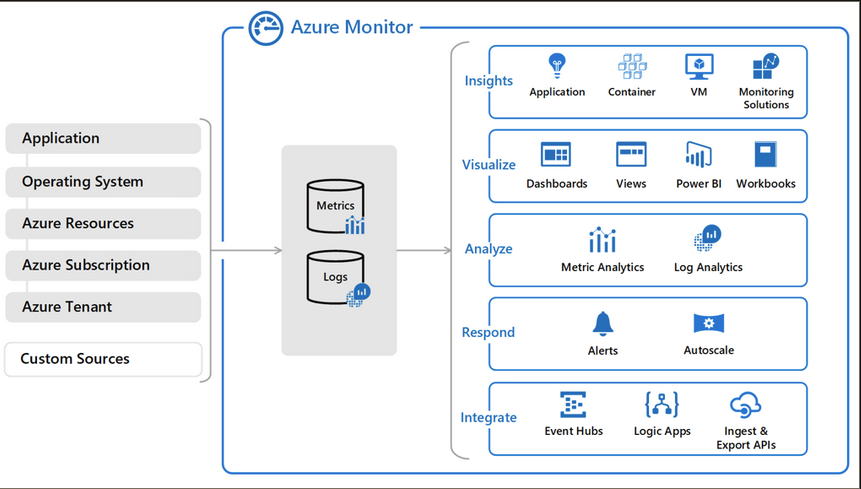 Azure Monitor
Application
Operating System
Azure Resources
Azure Subscription
Azure Tenant
Custom Sources
Metrics
Logs
Insights
Application
Container
VM
Monitoring
Solutions
Visualize
Dashboards
Views
Power BI
Workbooks
Analyze
Metric Analytics
Log Analytics
Respond
Alerts
Autoscale
Integrate
Event Hubs
Logic Apps
Ingest &
Export APIs